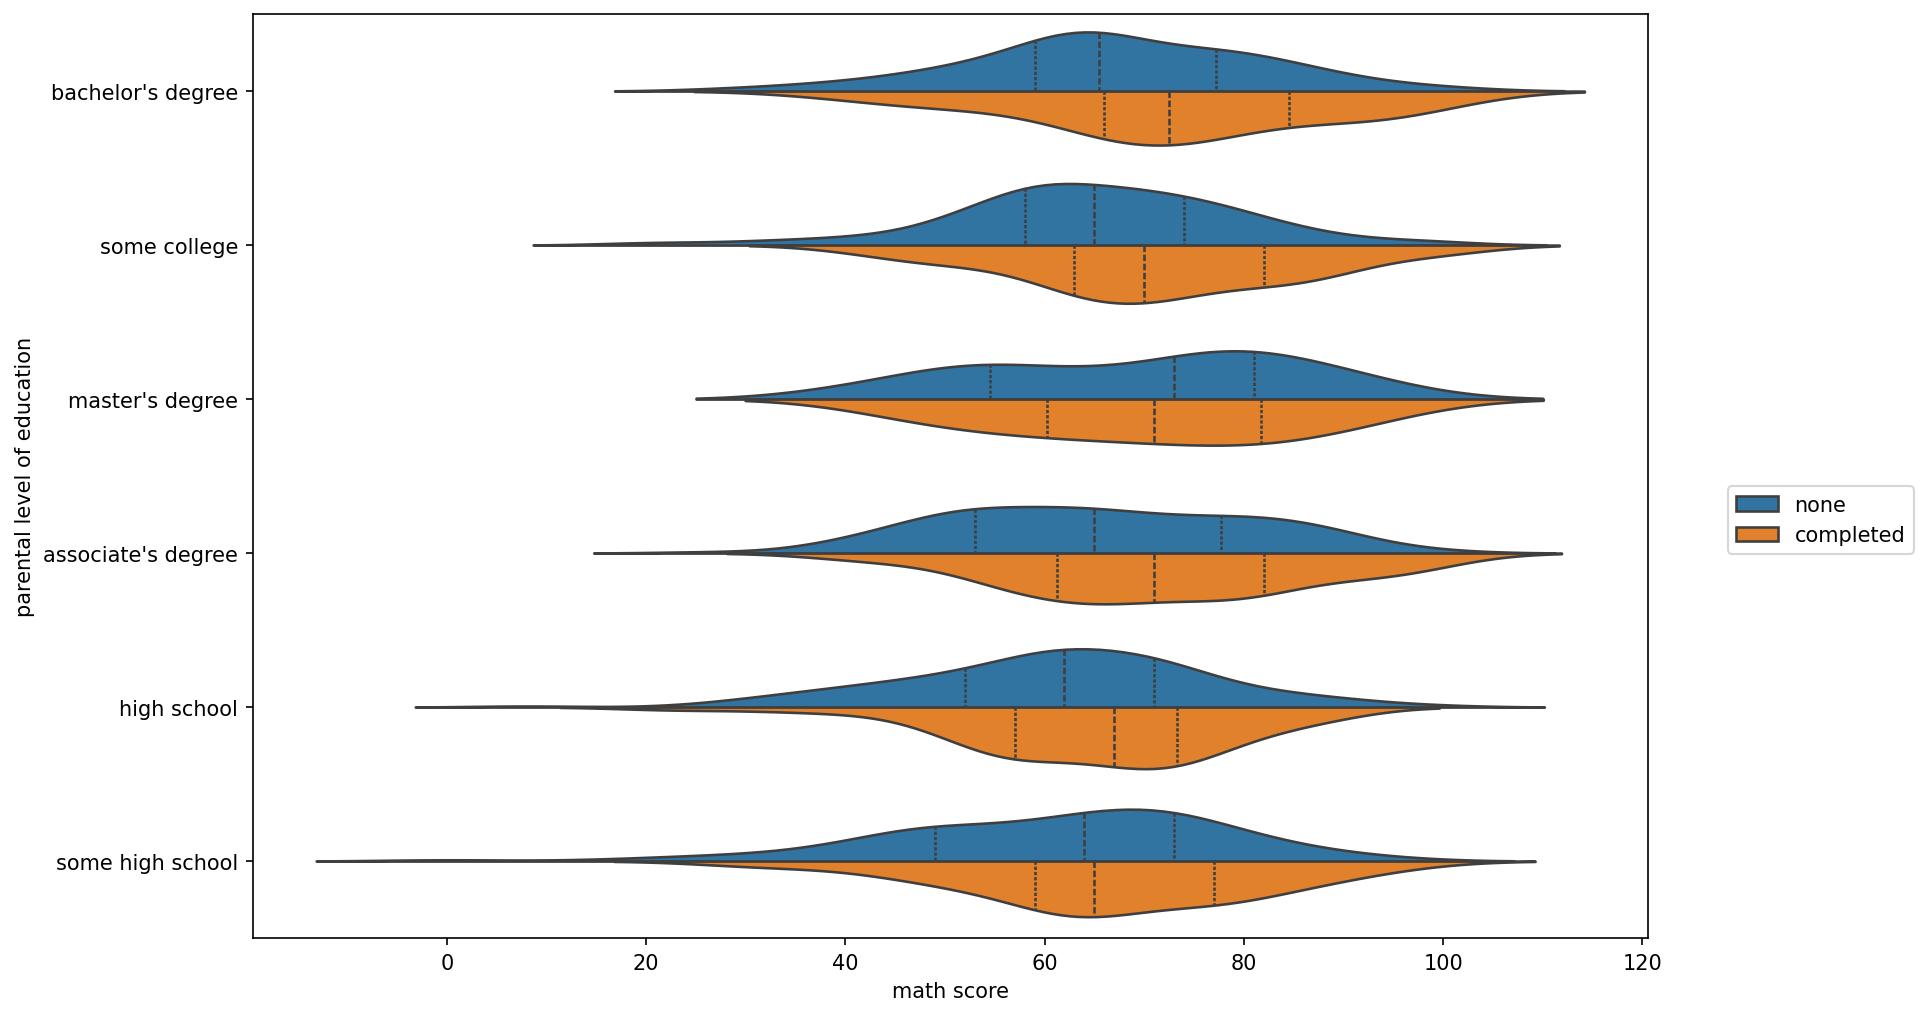 bachelor's degree
some college
master's degree
associate's degree
high school
some high school
parental level of education
0 20 40 60 80 100 120
math score
none
completed